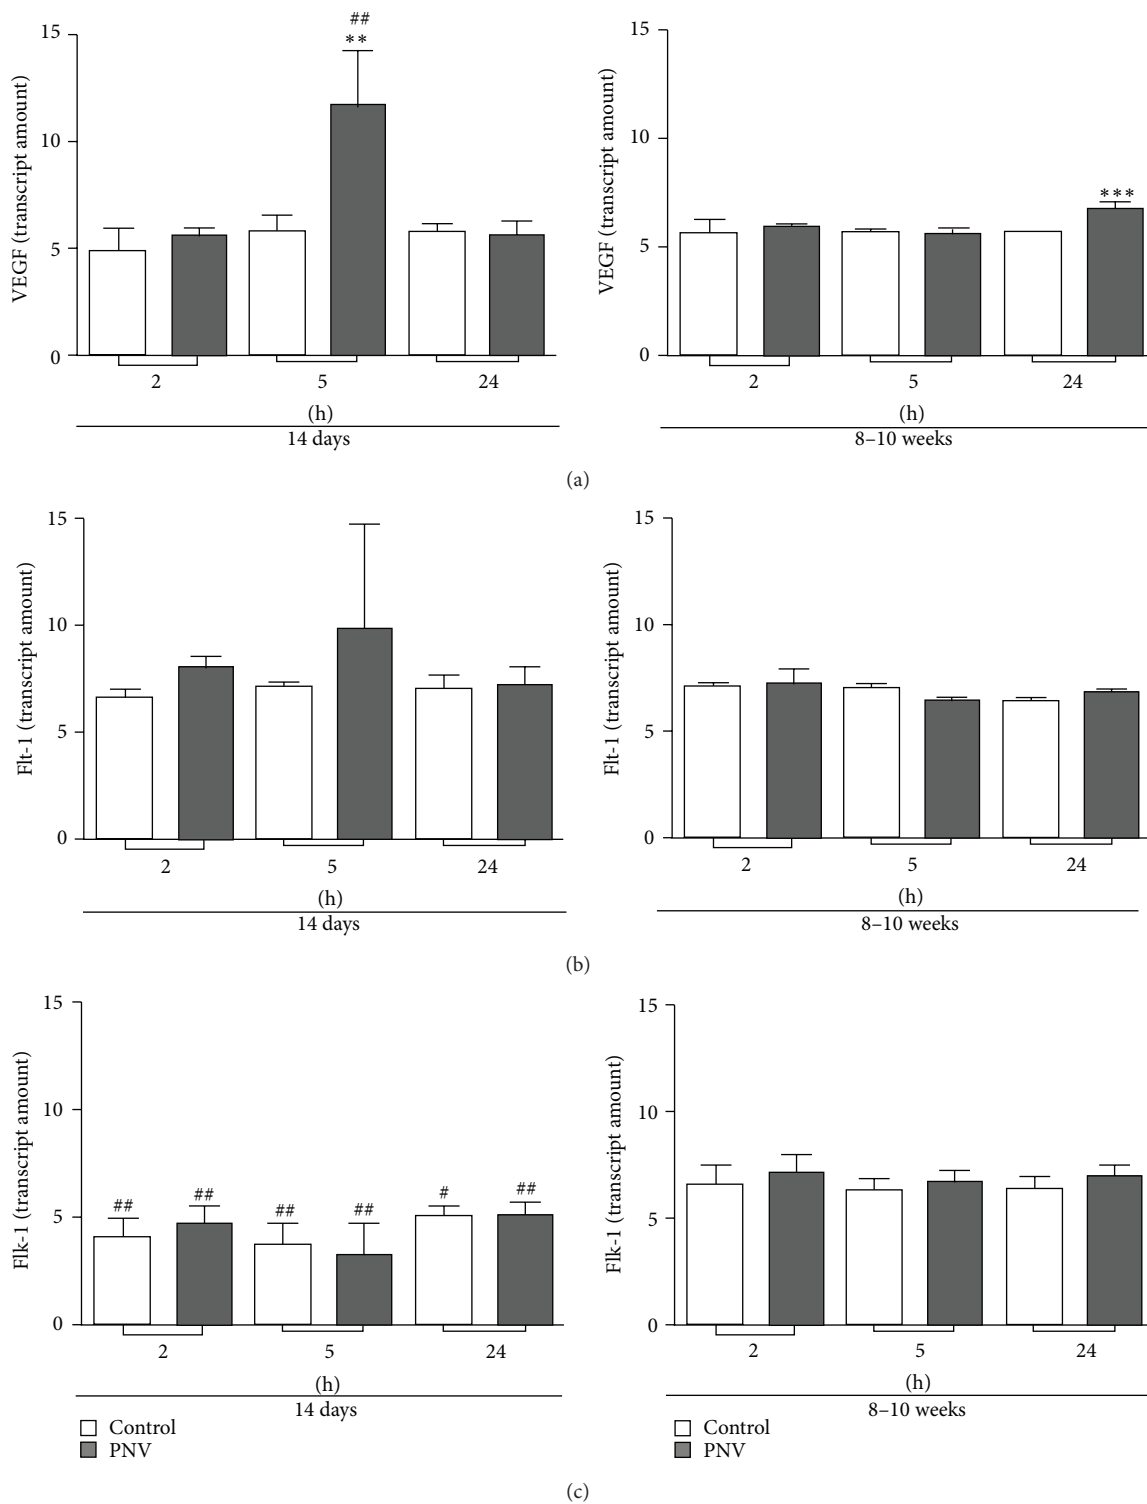 ##
**
15
10
5
0
VEGF (transcript amount)
2
5
24
(h)
14 days
15
10
5
0
VEGF (transcript amount)
***
2
5
24
(h)
8–10 weeks
(a)
15
10
5
0
Flt-1 (transcript amount)
2
5
24
(h)
14 days
15
10
5
0
Flt-1 (transcript amount)
2
5
24
(h)
8–10 weeks
(b)
15
10
5
0
Flk-1 (transcript amount)
##
##
##
##
#
##
2
5
24
(h)
14 days
Control
PNV
15
10
5
0
Flk-1 (transcript amount)
2
5
24
(h)
8–10 weeks
Control
PNV
(c)